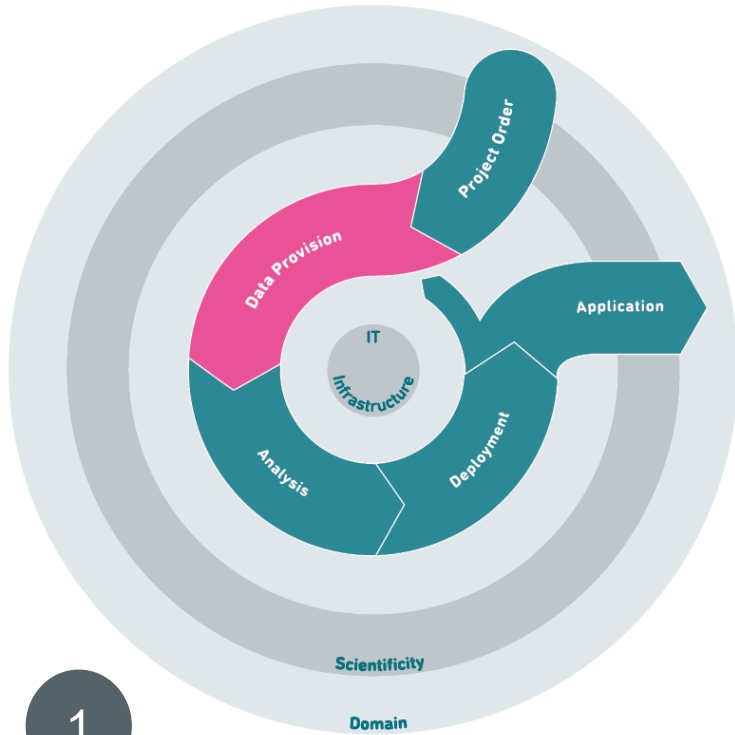 Project Order
Data Provision
Application
IT
Infrastructure
Analysis
Deployment
Scientificity
Domain
1